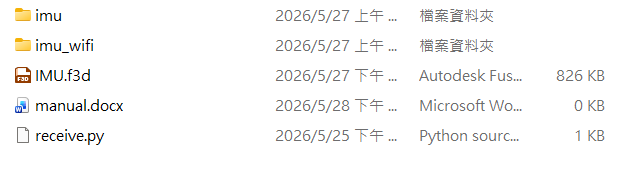 imu 2026/5/27 上午 ... 檔案資料夾
imu_wifi 2026/5/27 上午 ... 檔案資料夾
F3D IMU.f3d 2026/5/27 下午 ... Autodesk Fus... 826 KB
W manual.docx 2026/5/28 下午 ... Microsoft Wo... 0 KB
receive.py 2026/5/25 下午 ... Python sourc... 1 KB